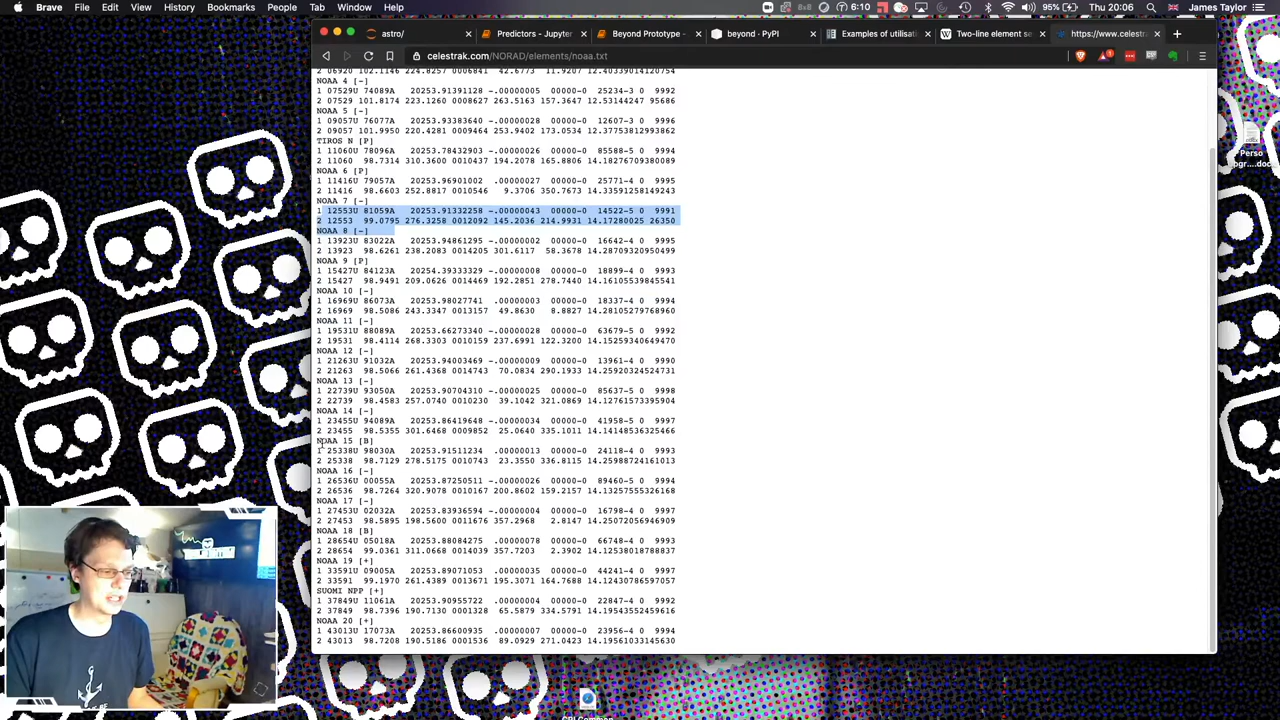 Brave File Edit View History Bookmarks People Tab Window Help 6:10 95% Thu 20:06 James Taylor
astro/ Predictors - Jupyter Beyond Prototype - beyond · PyPI Examples of utilisati Two-line element se https://www.celestr
celestrak.com/NORAD/elements/noaa.txt
2 06920 102.1146 224.8257 0006841 42.6773 11.9207 12.40339014120754
NOAA 4 [-]
1 07529U 74089A 20253.91391128 -.00000005 00000-0 25234-3 0 9992
2 07529 101.8174 223.1260 0008627 263.5163 157.3647 12.53144247 95686
NOAA 5 [-]
1 09057U 76077A 20253.93383640 -.00000028 00000-0 12607-3 0 9996
2 09057 101.9950 220.4281 0009464 253.9402 173.0534 12.37753812993862
TIROS N [P]
1 11060U 78096A 20253.78432903 -.00000026 00000-0 85588-5 0 9994
2 11060 98.7314 310.3600 0010437 194.2078 165.8806 14.18276709380089
NOAA 6 [P]
1 11416U 79057A 20253.96901002 .00000027 00000-0 25771-4 0 9995
2 11416 98.6603 252.8817 0010546 9.3706 350.7673 14.33591258149243
NOAA 7 [-]
1 12553U 81059A 20253.91332258 -.00000043 00000-0 14522-5 0 9991
2 12553 99.0795 276.3258 0012092 145.2036 214.9931 14.17280025 26350
NOAA 8 [-]
1 13923U 83022A 20253.94861295 -.00000002 00000-0 16642-4 0 9995
2 13923 98.6261 238.2083 0014205 301.6117 58.3678 14.28709320950499
NOAA 9 [P]
1 15427U 84123A 20254.39333329 -.00000008 00000-0 18899-4 0 9994
2 15427 98.9491 209.0626 0014469 192.2851 278.7440 14.16105539845541
NOAA 10 [-]
1 16969U 86073A 20253.98027741 .00000003 00000-0 18337-4 0 9994
2 16969 98.5086 243.3347 0013157 49.8630 8.8827 14.28105279768960
NOAA 11 [-]
1 19531U 88089A 20253.66273340 -.00000028 00000-0 63679-5 0 9994
2 19531 98.4114 268.3303 0010159 237.6991 122.3200 14.15259340649470
NOAA 12 [-]
1 21263U 91032A 20253.94003469 -.00000009 00000-0 13961-4 0 9990
2 21263 98.5066 261.4368 0014743 70.0834 290.1933 14.25920324524731
NOAA 13 [-]
1 22739U 93050A 20253.90704310 -.00000025 00000-0 85637-5 0 9998
2 22739 98.4583 257.0740 0010230 39.1042 321.0869 14.12761573540994
NOAA 14 [-]
1 23455U 94089A 20253.86419648 -.00000034 00000-0 41958-5 0 9997
2 23455 98.5355 301.6468 0009852 25.0640 335.1011 14.14148536325466
NOAA 15 [B]
1 25338U 98030A 20253.91511234 .00000013 00000-0 24118-4 0 9993
2 25338 98.7129 278.5175 0010743 23.3550 336.8115 14.25988724161013
NOAA 16 [-]
1 26536U 00055A 20253.87250511 -.00000026 00000-0 89460-5 0 9994
2 26536 98.7264 320.9078 0010167 200.8602 159.2157 14.13257555326168
NOAA 17 [-]
1 27453U 02032A 20253.83936594 -.00000004 00000-0 16798-4 0 9995
2 27453 98.5895 198.5600 0011676 357.2968 2.8147 14.25072056946909
NOAA 18 [B]
1 28654U 05018A 20253.88084275 .00000078 00000-0 66748-4 0 9993
2 28654 99.0361 311.0668 0014039 357.7203 2.3902 14.12538018788837
NOAA 19 [+]
1 33591U 09005A 20253.89071053 .00000035 00000-0 44241-4 0 9997
2 33591 99.1970 261.4389 0013671 195.3071 164.7688 14.12430786597057
SUOMI NPP [+]
1 37849U 11061A 20253.90955722 .00000004 00000-0 22847-4 0 9992
2 37849 98.7396 190.7130 0001328 65.5879 334.5791 14.19543552459616
NOAA 20 [+]
1 43013U 17073A 20253.86600935 .00000007 00000-0 23956-4 0 9994
2 43013 98.7208 190.5186 0001536 89.0929 271.0423 14.19561033145630
Perso